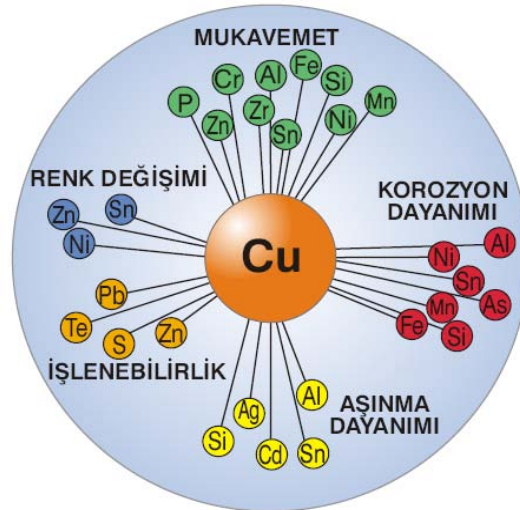 MUKAVEMET
P
Cr
Al
Fe
Si
Mn
Zn
Zr
Sn
Ni
RENK DEĞİŞİMİ
Zn
Sn
Ni
KOROZYON
DAYANIMI
Al
Ni
Sn
As
Mn
Fe
Si
Cu
Pb
Te
S
Zn
İŞLENEBİLİRLİK
Al
Ag
Si
Cd
Sn
AŞINMA
DAYANIMI